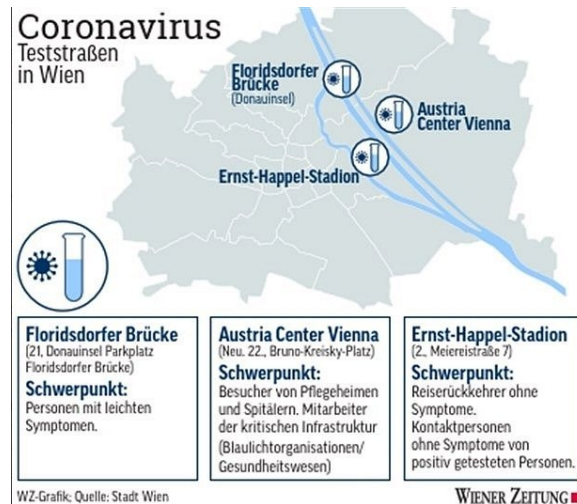 Coronavirus
Teststraßen
in Wien
Floridsdorfer
Brücke
(Donauinsel)
Austria
Center Vienna
Ernst-Happel-Stadion
Floridsdorfer Brücke
(21, Donauinsel Parkplatz
Floridsdorfer Brücke)
Schwerpunkt:
Personen mit leichten
Symptomen.
Austria Center Vienna
(Neu. 22., Bruno-Kreisky-Platz)
Schwerpunkt:
Besucher von Pflegeheimen
und Spitälern. Mitarbeiter
der kritischen Infrastruktur
(Blaulichtorganisationen/
Gesundheitswesen)
Ernst-Happel-Stadion
(2., Meiereistraße 7)
Schwerpunkt:
Reiserückkehrer ohne
Symptome.
Kontaktpersonen
ohne Symptome von
positiv getesteten Personen.
WZ-Grafik; Quelle: Stadt Wien
WIENER ZEITUNG